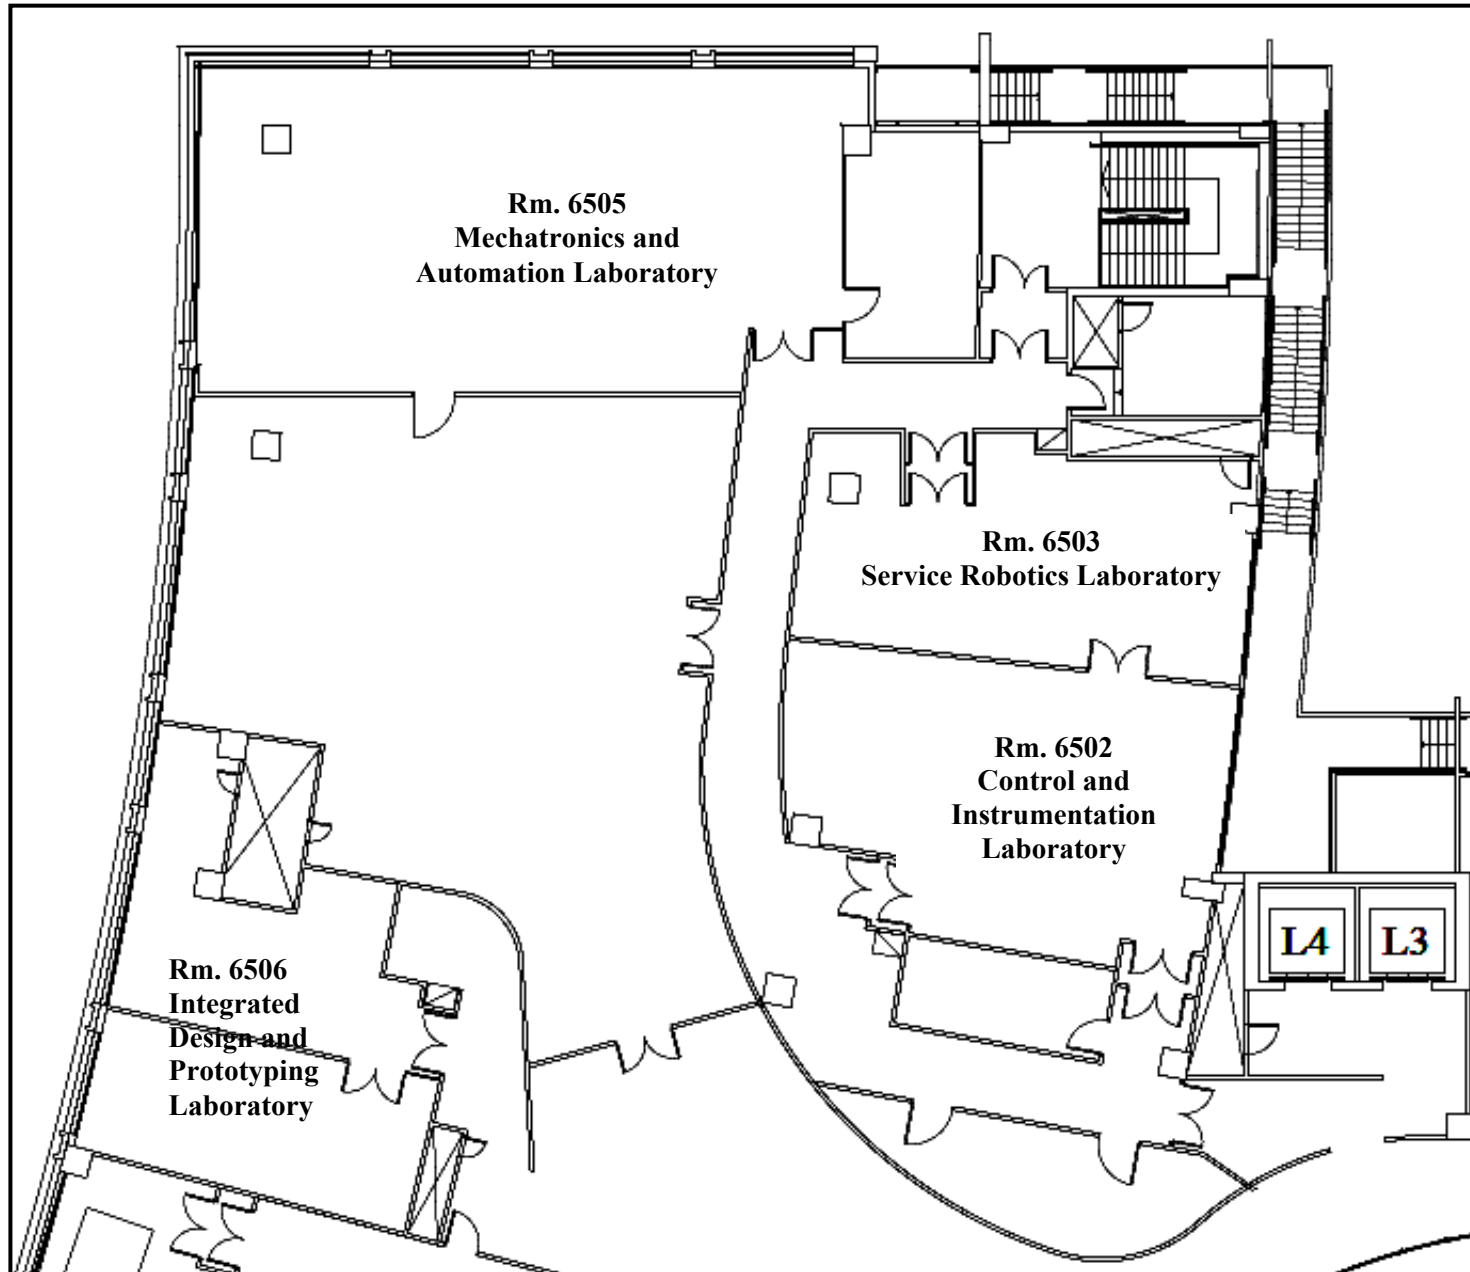 Rm. 6505
Mechatronics and
Automation Laboratory
Rm. 6503
Service Robotics Laboratory
Rm. 6502
Control and
Instrumentation
Laboratory
L4 L3
Rm. 6506
Integrated
Design and
Prototyping
Laboratory